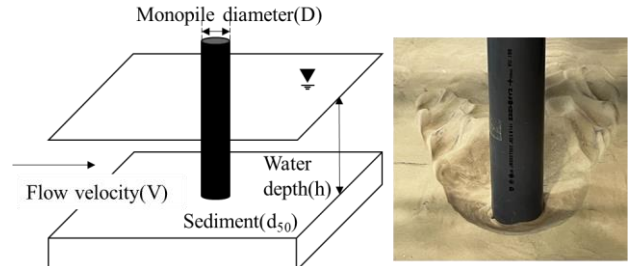 Monopile diameter(D)
Flow velocity(V)
Water
depth(h)
Sediment(d50)